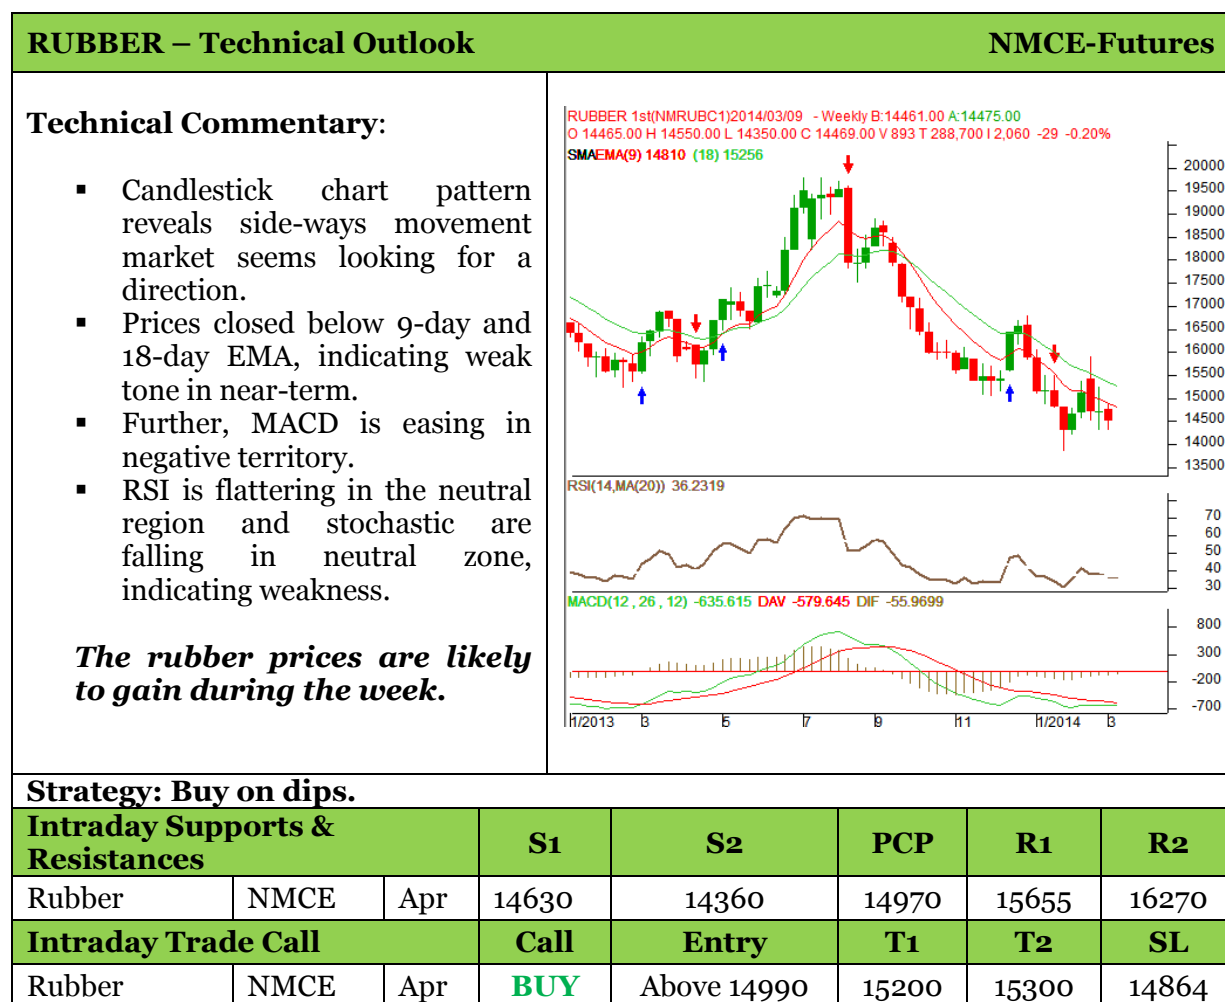 RUBBER – Technical Outlook NMCE-Futures
Technical Commentary:
▪ Candlestick chart pattern
reveals side-ways movement
market seems looking for a
direction.
▪ Prices closed below 9-day and
18-day EMA, indicating weak
tone in near-term.
▪ Further, MACD is easing in
negative territory.
▪ RSI is flattering in the neutral
region and stochastic are
falling in neutral zone,
indicating weakness.
The rubber prices are likely
to gain during the week.
RUBBER 1st(NMRUBC1)2014/03/09 - Weekly B:14461.00 A:14475.00
O 14465.00 H 14550.00 L 14350.00 C 14469.00 V 893 T 288,700 I 2,060 -29 -0.20%
SMAEMA(9) 14810 (18) 15256
20000
19500
19000
18500
18000
17500
17000
16500
16000
15500
15000
14500
14000
13500
RSI(14,MA(20)) 36.2319
70
60
50
40
30
MACD(12 , 26 , 12) -635.615 DAV -579.645 DIF -55.9699
800
300
-200
-700
1/2013 3 5 7 9 11 1/2014 3
Strategy: Buy on dips.
Intraday Supports &
Resistances S1 S2 PCP R1 R2
Rubber NMCE Apr 14630 14360 14970 15655 16270
Intraday Trade Call Call Entry T1 T2 SL
Rubber NMCE Apr BUY Above 14990 15200 15300 14864